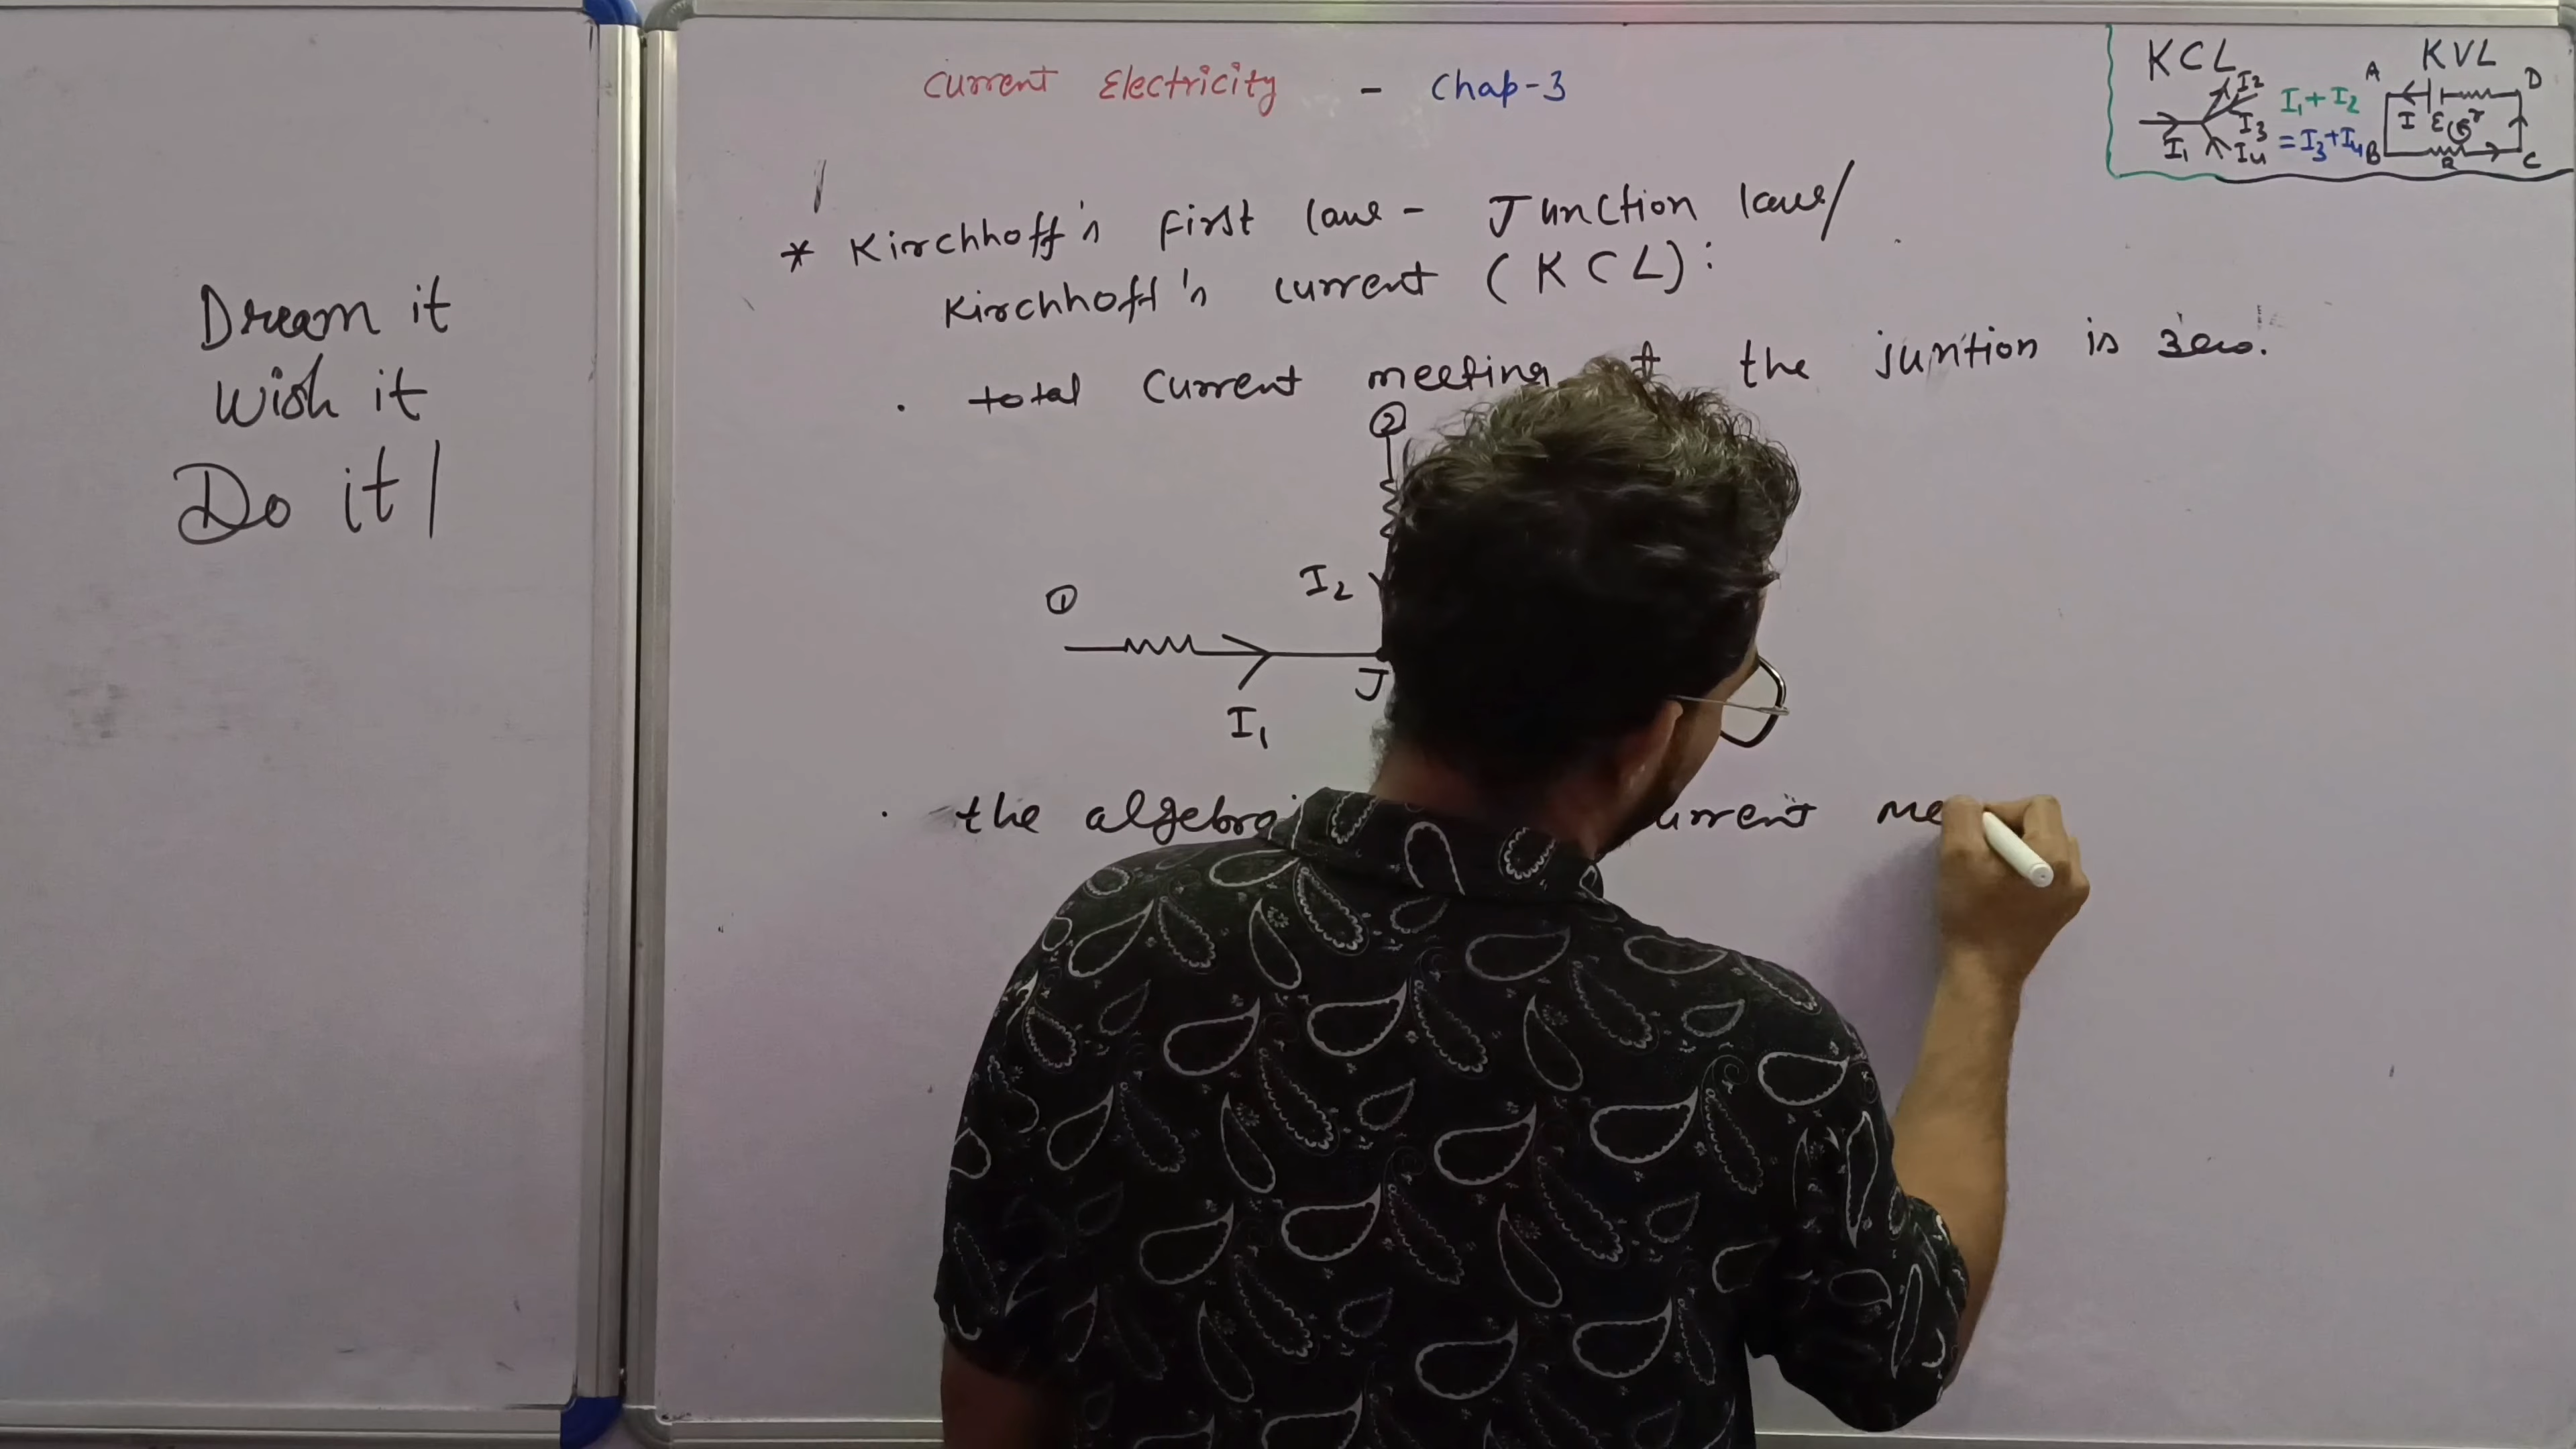 Dream it
Wish it
Do it!
Current Electricity - Chap-3
KCL
I2
I1
I3
I4
I1+I2
=I3+I4
KVL
A
D
I
E
r
B
R
C
* Kirchhoff's First law - Junction law/
Kirchhoff's current (KCL):
. total current meeting the juntion is zero.
2
I2
1
J
I1
. the current me